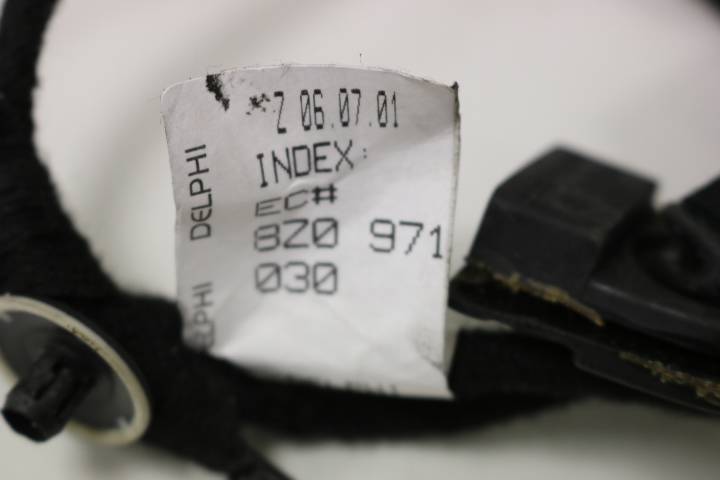 Z 06.07.01
INDEX:
EC#
8Z0 971
030
DELPHI
DELPHI